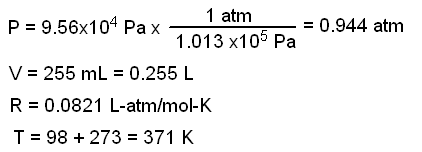 P = 9.56x10⁴ Pa x 1 atm / 1.013 x10⁵ Pa = 0.944 atm
V = 255 mL = 0.255 L
R = 0.0821 L-atm/mol-K
T = 98 + 273 = 371 K